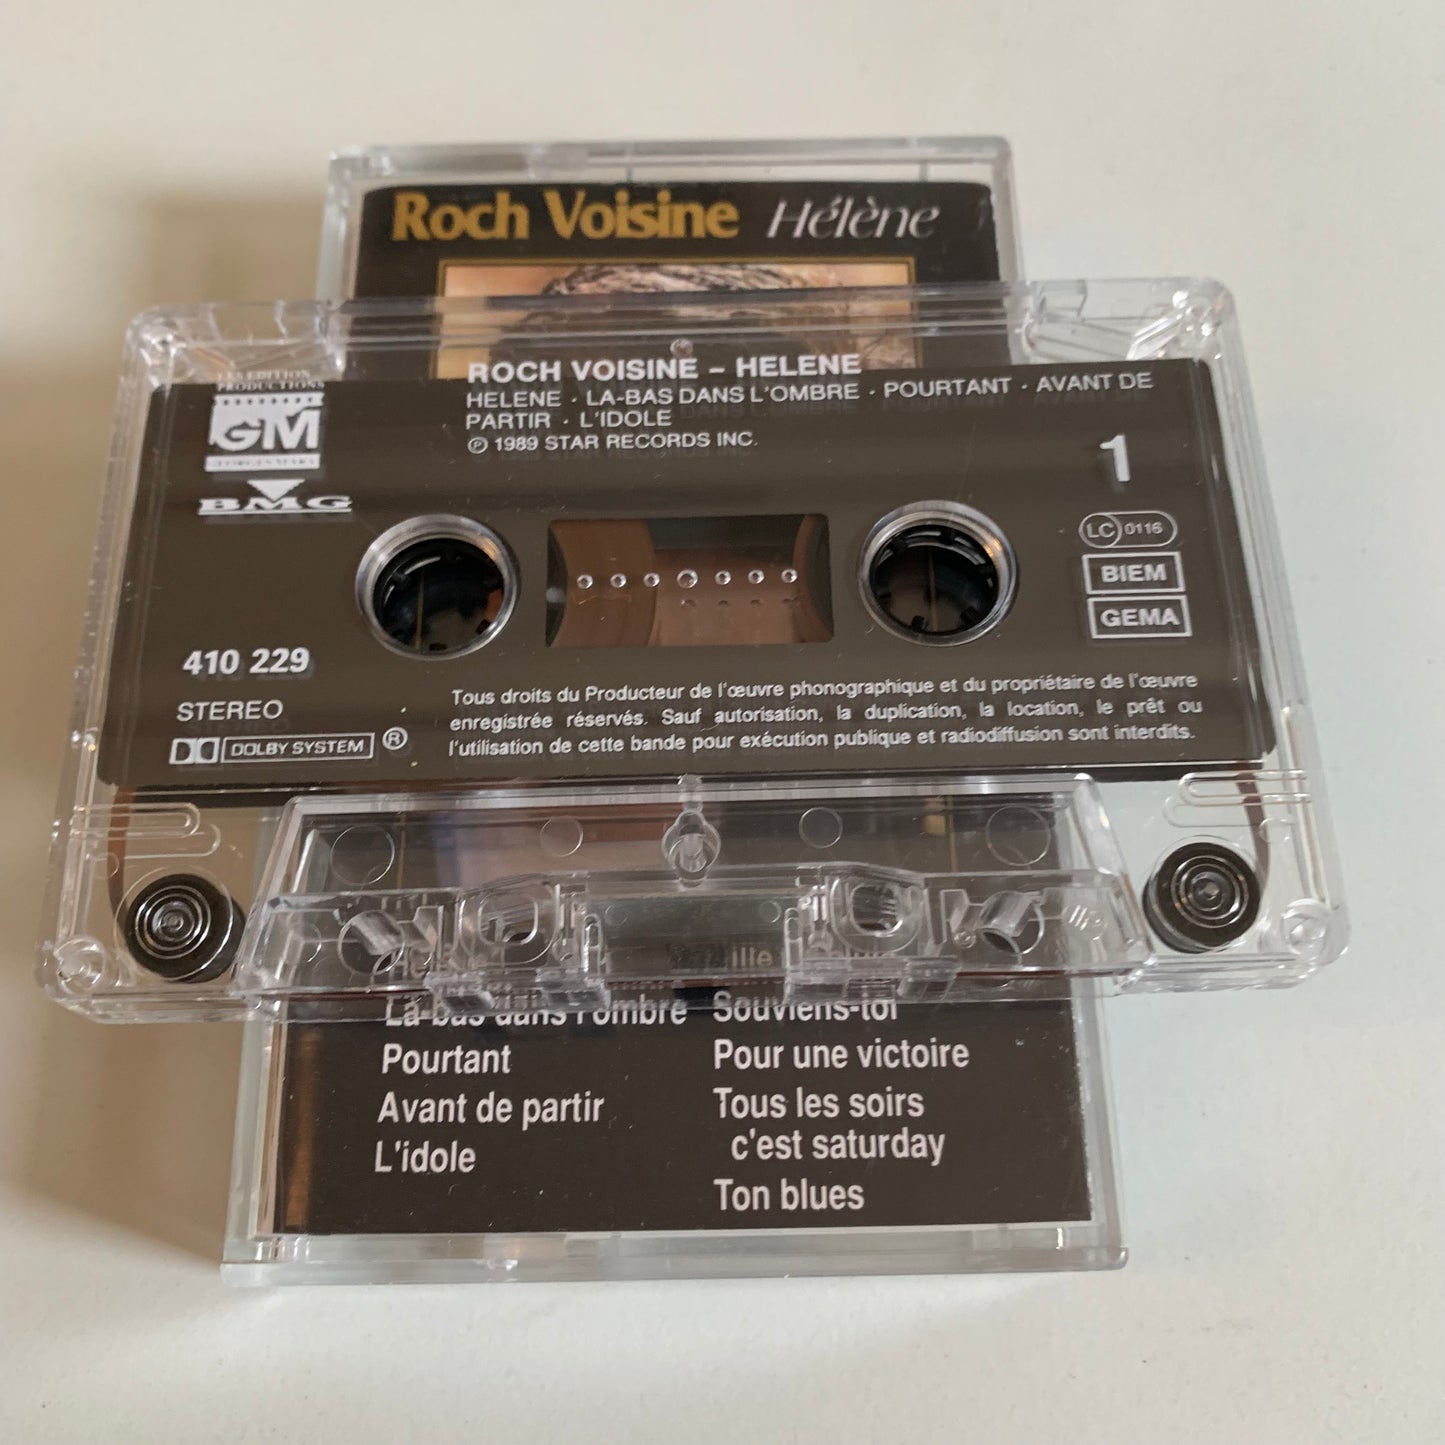 Roch Voisine Hélène
LES EDITION
PRODUCTIONS
GM
BMG
ROCH VOISINE – HELENE
HELENE · LA-BAS DANS L'OMBRE · POURTANT · AVANT DE
PARTIR · L'IDOLE
℗ 1989 STAR RECORDS INC.
1
LC 0116
BIEM
GEMA
410 229
STEREO
DOLBY SYSTEM ®
Tous droits du Producteur de l'œuvre phonographique et du propriétaire de l'œuvre
enregistrée réservés. Sauf autorisation, la duplication, la location, le prêt ou
l'utilisation de cette bande pour exécution publique et radiodiffusion sont interdits.
La-bas dans l'ombre
Pourtant
Avant de partir
L'idole
Souviens-toi
Pour une victoire
Tous les soirs
c'est saturday
Ton blues